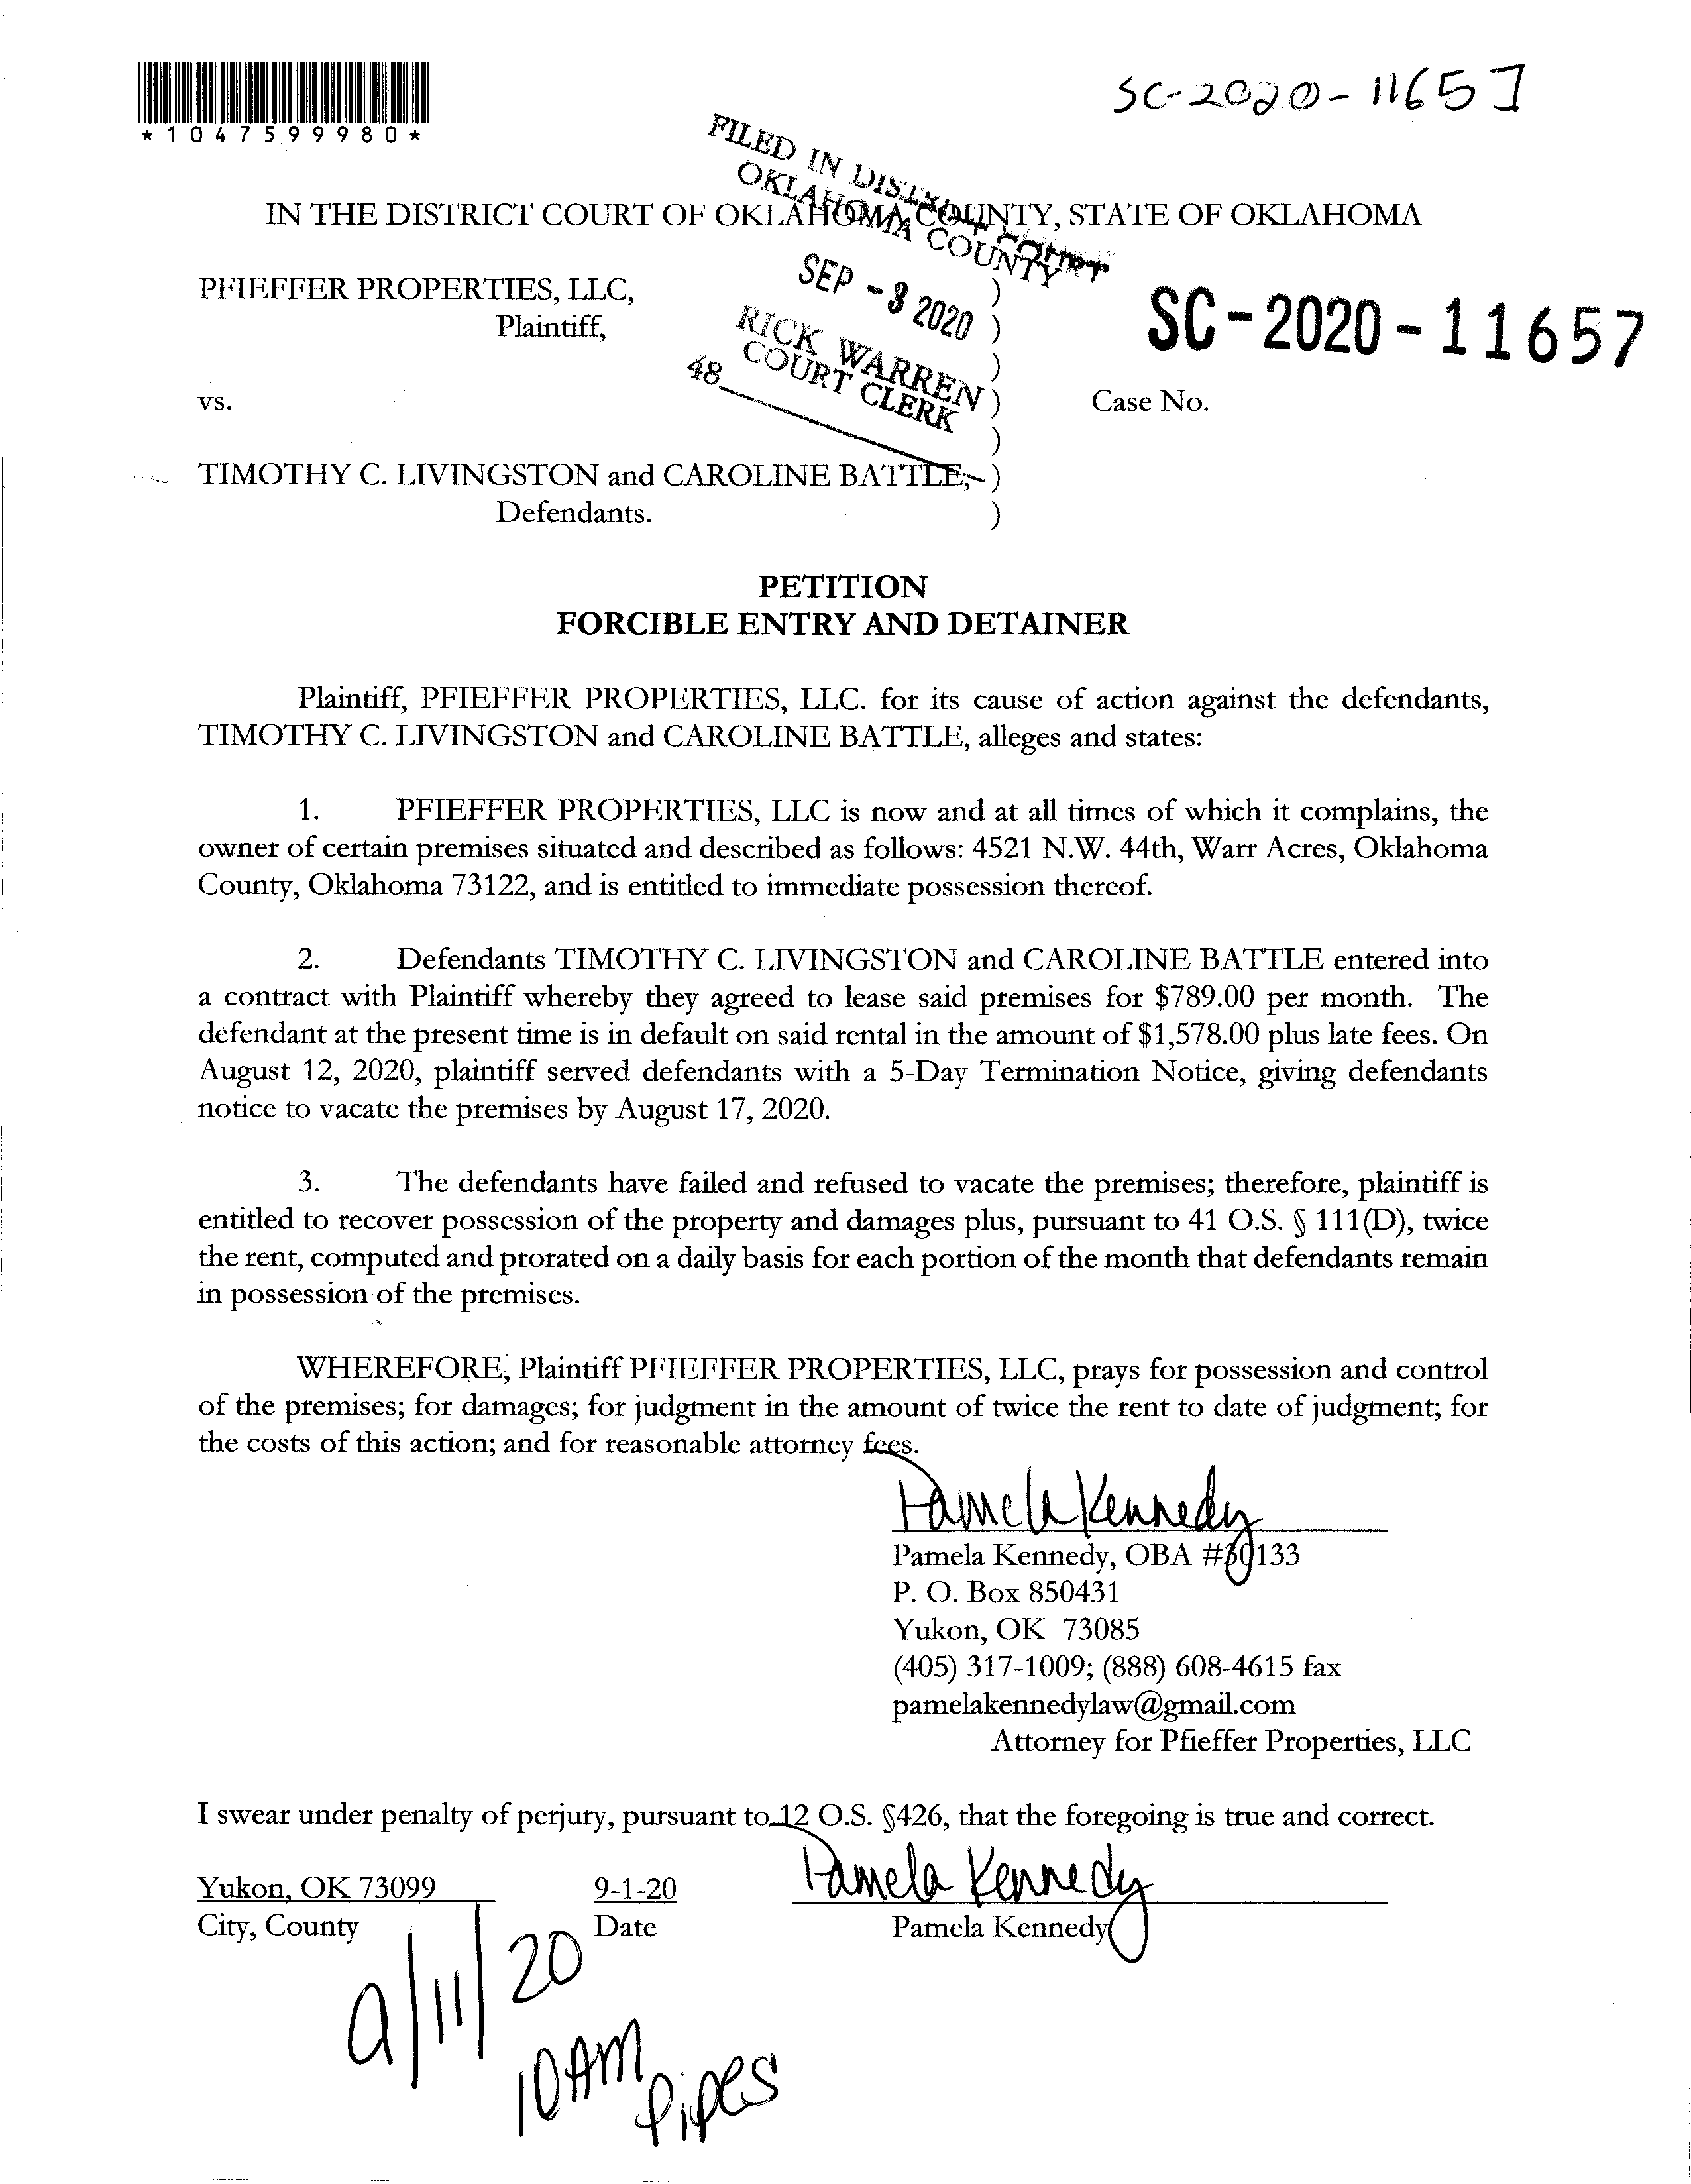 SC-2020-11657
*1047599980*
FILED IN DISTRICT COURT
OKLAHOMA COUNTY
IN THE DISTRICT COURT OF OKLAHOMA COUNTY, STATE OF OKLAHOMA
SEP -3 2020
PFIEFFER PROPERTIES, LLC, )
Plaintiff, )
SC-2020-11657
RICK WARREN
COURT CLERK
48
)
vs. ) Case No.
)
TIMOTHY C. LIVINGSTON and CAROLINE BATTLE, )
Defendants. )
PETITION
FORCIBLE ENTRY AND DETAINER
Plaintiff, PFIEFFER PROPERTIES, LLC. for its cause of action against the defendants,
TIMOTHY C. LIVINGSTON and CAROLINE BATTLE, alleges and states:
1. PFIEFFER PROPERTIES, LLC is now and at all times of which it complains, the
owner of certain premises situated and described as follows: 4521 N.W. 44th, Warr Acres, Oklahoma
County, Oklahoma 73122, and is entitled to immediate possession thereof.
2. Defendants TIMOTHY C. LIVINGSTON and CAROLINE BATTLE entered into
a contract with Plaintiff whereby they agreed to lease said premises for $789.00 per month. The
defendant at the present time is in default on said rental in the amount of $1,578.00 plus late fees. On
August 12, 2020, plaintiff served defendants with a 5-Day Termination Notice, giving defendants
notice to vacate the premises by August 17, 2020.
3. The defendants have failed and refused to vacate the premises; therefore, plaintiff is
entitled to recover possession of the property and damages plus, pursuant to 41 O.S. § 111(D), twice
the rent, computed and prorated on a daily basis for each portion of the month that defendants remain
in possession of the premises.
WHEREFORE, Plaintiff PFIEFFER PROPERTIES, LLC, prays for possession and control
of the premises; for damages; for judgment in the amount of twice the rent to date of judgment; for
the costs of this action; and for reasonable attorney fees.
Pamela Kennedy
Pamela Kennedy, OBA #30133
P. O. Box 850431
Yukon, OK 73085
(405) 317-1009; (888) 608-4615 fax
pamelakennedylaw@gmail.com
Attorney for Pfieffer Properties, LLC
I swear under penalty of perjury, pursuant to 12 O.S. §426, that the foregoing is true and correct.
Pamela Kennedy
Yukon, OK 73099 9-1-20
City, County Date Pamela Kennedy
9/11/20
10AM
Pipes